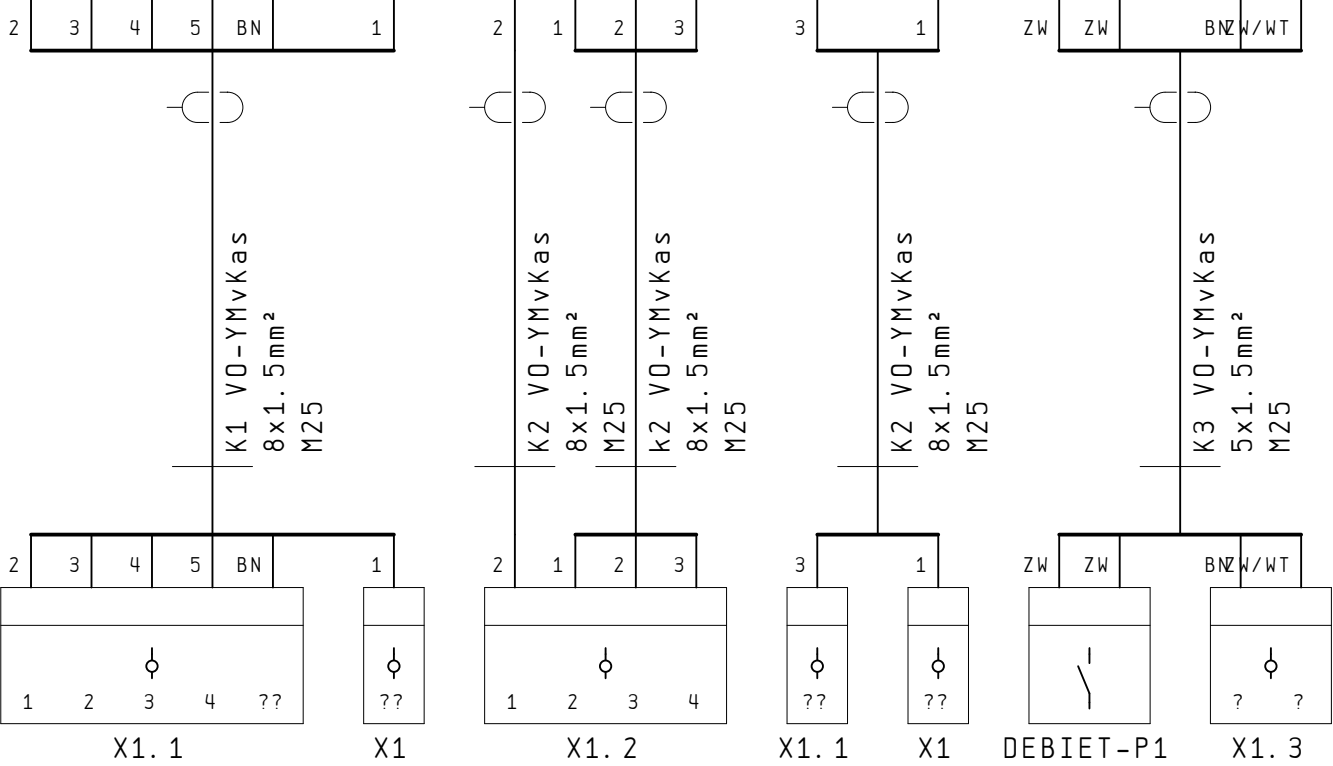 2 3 4 5 BN 1 2 1 2 3 3 1 ZW ZW BN ZW/WT
K1 VO-YMvKas
8x1.5mm²
M25
K2 VO-YMvKas
8x1.5mm²
M25
k2 VO-YMvKas
8x1.5mm²
M25
K2 VO-YMvKas
8x1.5mm²
M25
K3 VO-YMvKas
5x1.5mm²
M25
2 3 4 5 BN 1 2 1 2 3 3 1 ZW ZW BN ZW/WT
1 2 3 4 ?? ?? 1 2 3 4 ?? ?? ? ?
X1.1 X1 X1.2 X1.1 X1 DEBIET-P1 X1.3